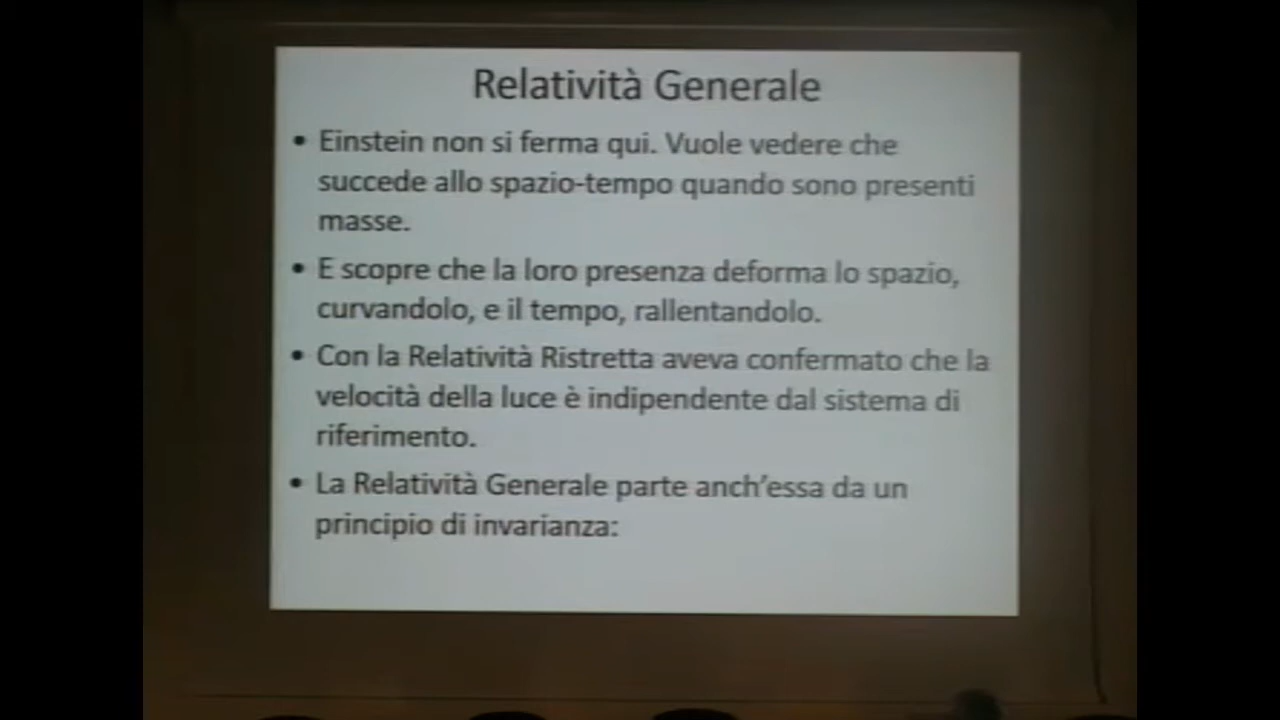 Relatività Generale
• Einstein non si ferma qui. Vuole vedere che
succede allo spazio-tempo quando sono presenti
masse.
• E scopre che la loro presenza deforma lo spazio,
curvandolo, e il tempo, rallentandolo.
• Con la Relatività Ristretta aveva confermato che la
velocità della luce è indipendente dal sistema di
riferimento.
• La Relatività Generale parte anch'essa da un
principio di invarianza: